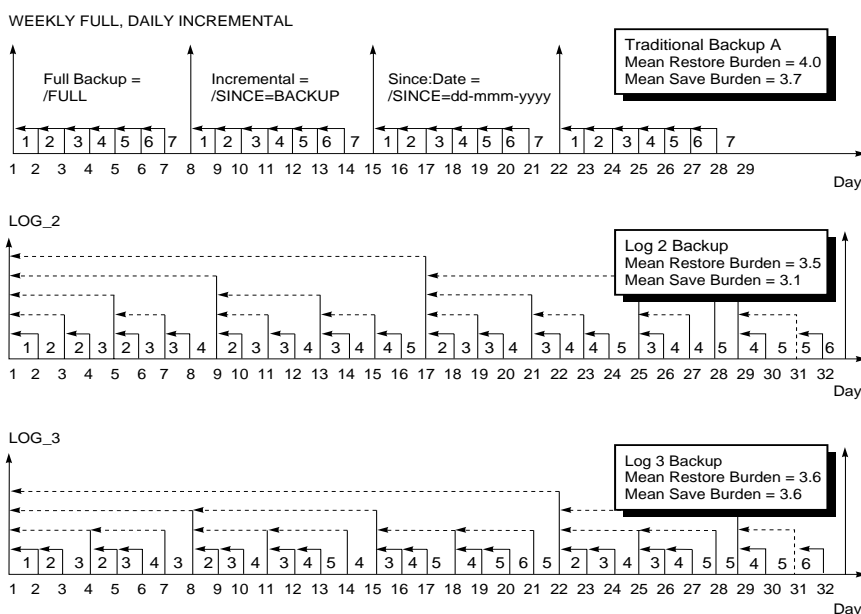 WEEKLY FULL, DAILY INCREMENTAL
Full Backup =
/FULL
Incremental =
/SINCE=BACKUP
Since:Date =
/SINCE=dd-mmm-yyyy
Traditional Backup A
Mean Restore Burden = 4.0
Mean Save Burden = 3.7
1 2 3 4 5 6 7 1 2 3 4 5 6 7 1 2 3 4 5 6 7 1 2 3 4 5 6 7
1 2 3 4 5 6 7 8 9 10 11 12 13 14 15 16 17 18 19 20 21 22 23 24 25 26 27 28 29
Day
LOG_2
Log 2 Backup
Mean Restore Burden = 3.5
Mean Save Burden = 3.1
1 2 2 3 2 3 3 4 2 3 3 4 3 4 4 5 2 3 3 4 3 4 4 5 3 4 4 5 4 5 5 6
1 2 3 4 5 6 7 8 9 10 11 12 13 14 15 16 17 18 19 20 21 22 23 24 25 26 27 28 29 30 31 32
Day
LOG_3
Log 3 Backup
Mean Restore Burden = 3.6
Mean Save Burden = 3.6
1 2 3 2 3 4 3 2 3 4 3 4 5 4 3 4 5 4 5 6 5 2 3 4 3 4 5 5 4 5 6
1 2 3 4 5 6 7 8 9 10 11 12 13 14 15 16 17 18 19 20 21 22 23 24 25 26 27 28 29 30 31 32
Day